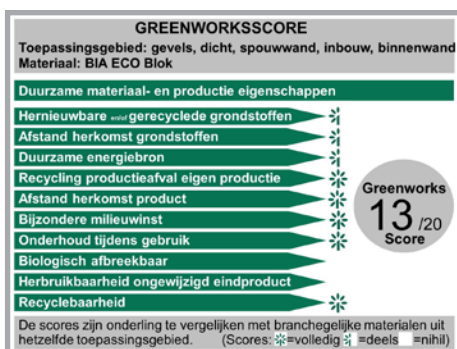 GREENWORKSSCORE
Toepassingsgebied: gevels, dicht, spouwwand, inbouw, binnenwand
Materiaal: BIA ECO Blok
Duurzame materiaal- en productie eigenschappen
Hernieuwbare en/of gerecyclede grondstoffen
Afstand herkomst grondstoffen
Duurzame energiebron
Recycling productieafval eigen productie
Afstand herkomst product
Bijzondere milieuwinst
Onderhoud tijdens gebruik
Biologisch afbreekbaar
Herbruikbaarheid ongewijzigd eindproduct
Recyclebaarheid
Greenworks
13 /20
Score
De scores zijn onderling te vergelijken met branchegelijke materialen uit
hetzelfde toepassingsgebied. (Scores: =volledig =deels =nihil)